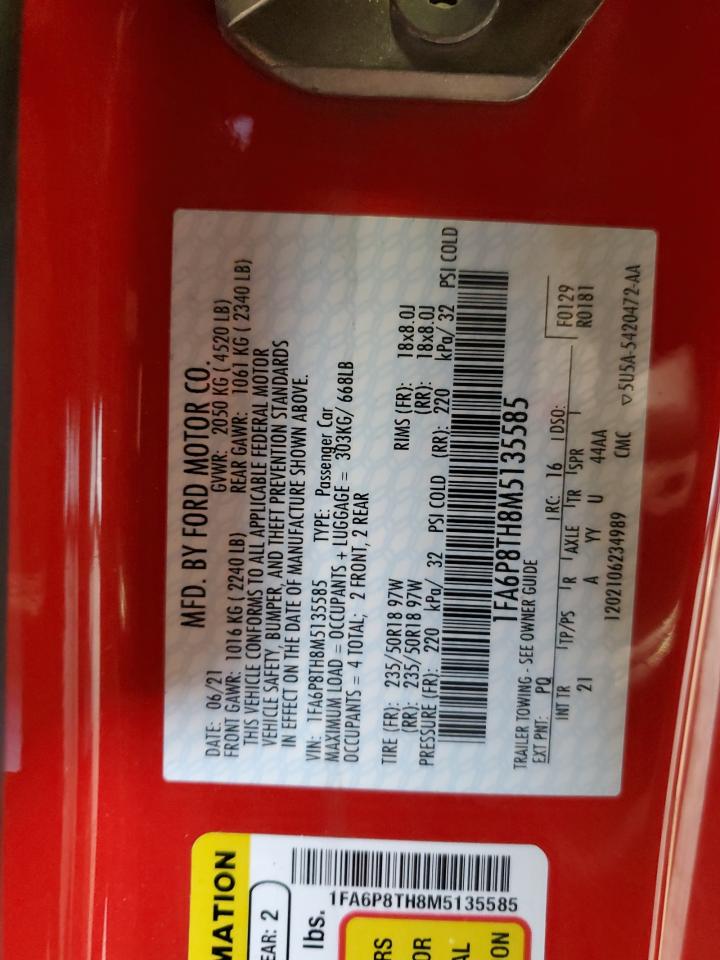 MFD. BY FORD MOTOR CO.
DATE: 06/21 GVWR: 2050 KG ( 4520 LB)
FRONT GAWR: 1016 KG ( 2240 LB) REAR GAWR: 1061 KG ( 2340 LB)
THIS VEHICLE CONFORMS TO ALL APPLICABLE FEDERAL MOTOR
VEHICLE SAFETY, BUMPER, AND THEFT PREVENTION STANDARDS
IN EFFECT ON THE DATE OF MANUFACTURE SHOWN ABOVE.
VIN: 1FA6P8TH8M5135585 TYPE: Passenger Car
MAXIMUM LOAD = OCCUPANTS + LUGGAGE = 303KG/ 668LB
OCCUPANTS = 4 TOTAL; 2 FRONT, 2 REAR
TIRE (FR): 235/50R18 97W RIMS (FR): 18x8.0J
(RR): 235/50R18 97W (RR): 18x8.0J
PRESSURE (FR): 220 kPa/ 32 PSI COLD (RR): 220 kPa/ 32 PSI COLD
1FA6P8TH8M5135585
TRAILER TOWING - SEE OWNER GUIDE
EXT PNT: PQ RC: 16 DSO: F0129
INT TR TP/PS R AXLE TR SPR R0181
21 A YY U 44AA
1202106234989 CMC ▽5U5A-5420472-AA
MATION
EAR: 2
lbs.
1FA6P8TH8M5135585
RS
OR
AL
ON